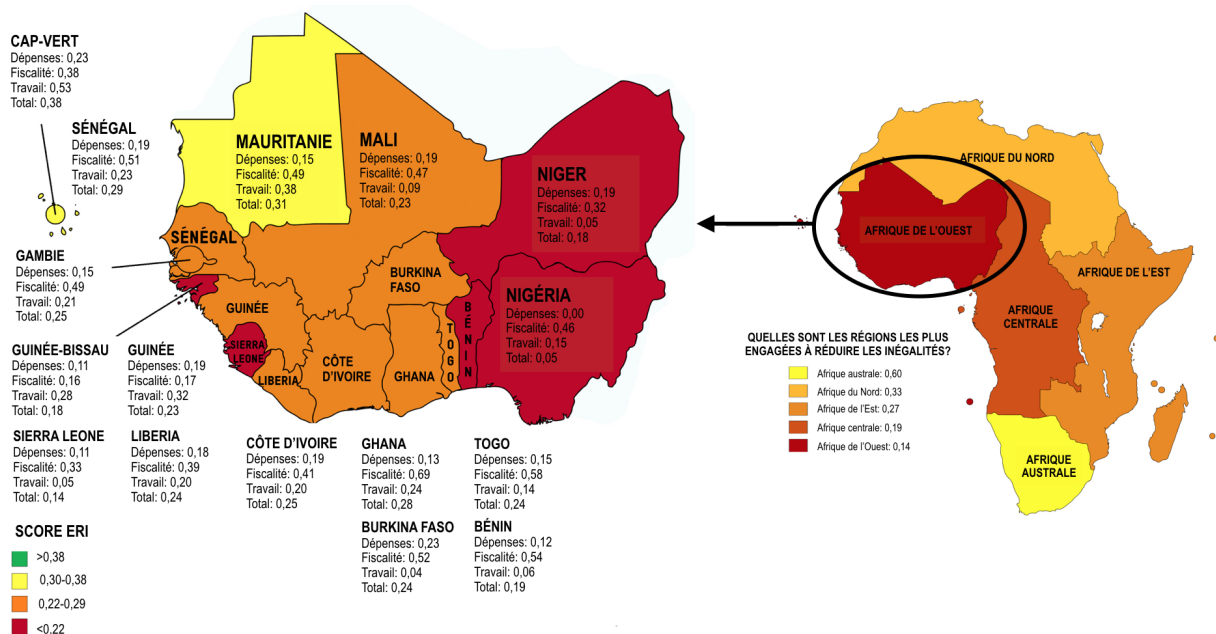 CAP-VERT
Dépenses: 0,23
Fiscalité: 0,38
Travail: 0,53
Total: 0,38
SÉNÉGAL
Dépenses: 0,19
Fiscalité: 0,51
Travail: 0,23
Total: 0,29
MAURITANIE
Dépenses: 0,15
Fiscalité: 0,49
Travail: 0,38
Total: 0,31
MALI
Dépenses: 0,19
Fiscalité: 0,47
Travail: 0,09
Total: 0,23
NIGER
Dépenses: 0,19
Fiscalité: 0,32
Travail: 0,05
Total: 0,18
SÉNÉGAL
GAMBIE
Dépenses: 0,15
Fiscalité: 0,49
Travail: 0,21
Total: 0,25
BURKINA
FASO
NIGÉRIA
Dépenses: 0,00
Fiscalité: 0,46
Travail: 0,15
Total: 0,05
GUINÉE
SIERRA
LEONE
LIBERIA
CÔTE
D'IVOIRE
GHANA
TOGO
BÉNIN
GUINÉE-BISSAU
Dépenses: 0,11
Fiscalité: 0,16
Travail: 0,28
Total: 0,18
GUINÉE
Dépenses: 0,19
Fiscalité: 0,17
Travail: 0,32
Total: 0,23
SIERRA LEONE
Dépenses: 0,11
Fiscalité: 0,33
Travail: 0,05
Total: 0,14
LIBERIA
Dépenses: 0,18
Fiscalité: 0,39
Travail: 0,20
Total: 0,24
CÔTE D'IVOIRE
Dépenses: 0,19
Fiscalité: 0,41
Travail: 0,20
Total: 0,25
GHANA
Dépenses: 0,13
Fiscalité: 0,69
Travail: 0,24
Total: 0,28
TOGO
Dépenses: 0,15
Fiscalité: 0,58
Travail: 0,14
Total: 0,24
BURKINA FASO
Dépenses: 0,23
Fiscalité: 0,52
Travail: 0,04
Total: 0,24
BÉNIN
Dépenses: 0,12
Fiscalité: 0,54
Travail: 0,06
Total: 0,19
SCORE ERI
>0,38
0,30-0,38
0,22-0,29
<0.22
AFRIQUE DU NORD
AFRIQUE DE L'OUEST
AFRIQUE DE L'EST
AFRIQUE
CENTRALE
AFRIQUE
AUSTRALE
QUELLES SONT LES RÉGIONS LES PLUS
ENGAGÉES À RÉDUIRE LES INÉGALITÉS?
Afrique australe: 0,60
Afrique du Nord: 0,33
Afrique de l'Est: 0,27
Afrique centrale: 0,19
Afrique de l'Ouest: 0,14